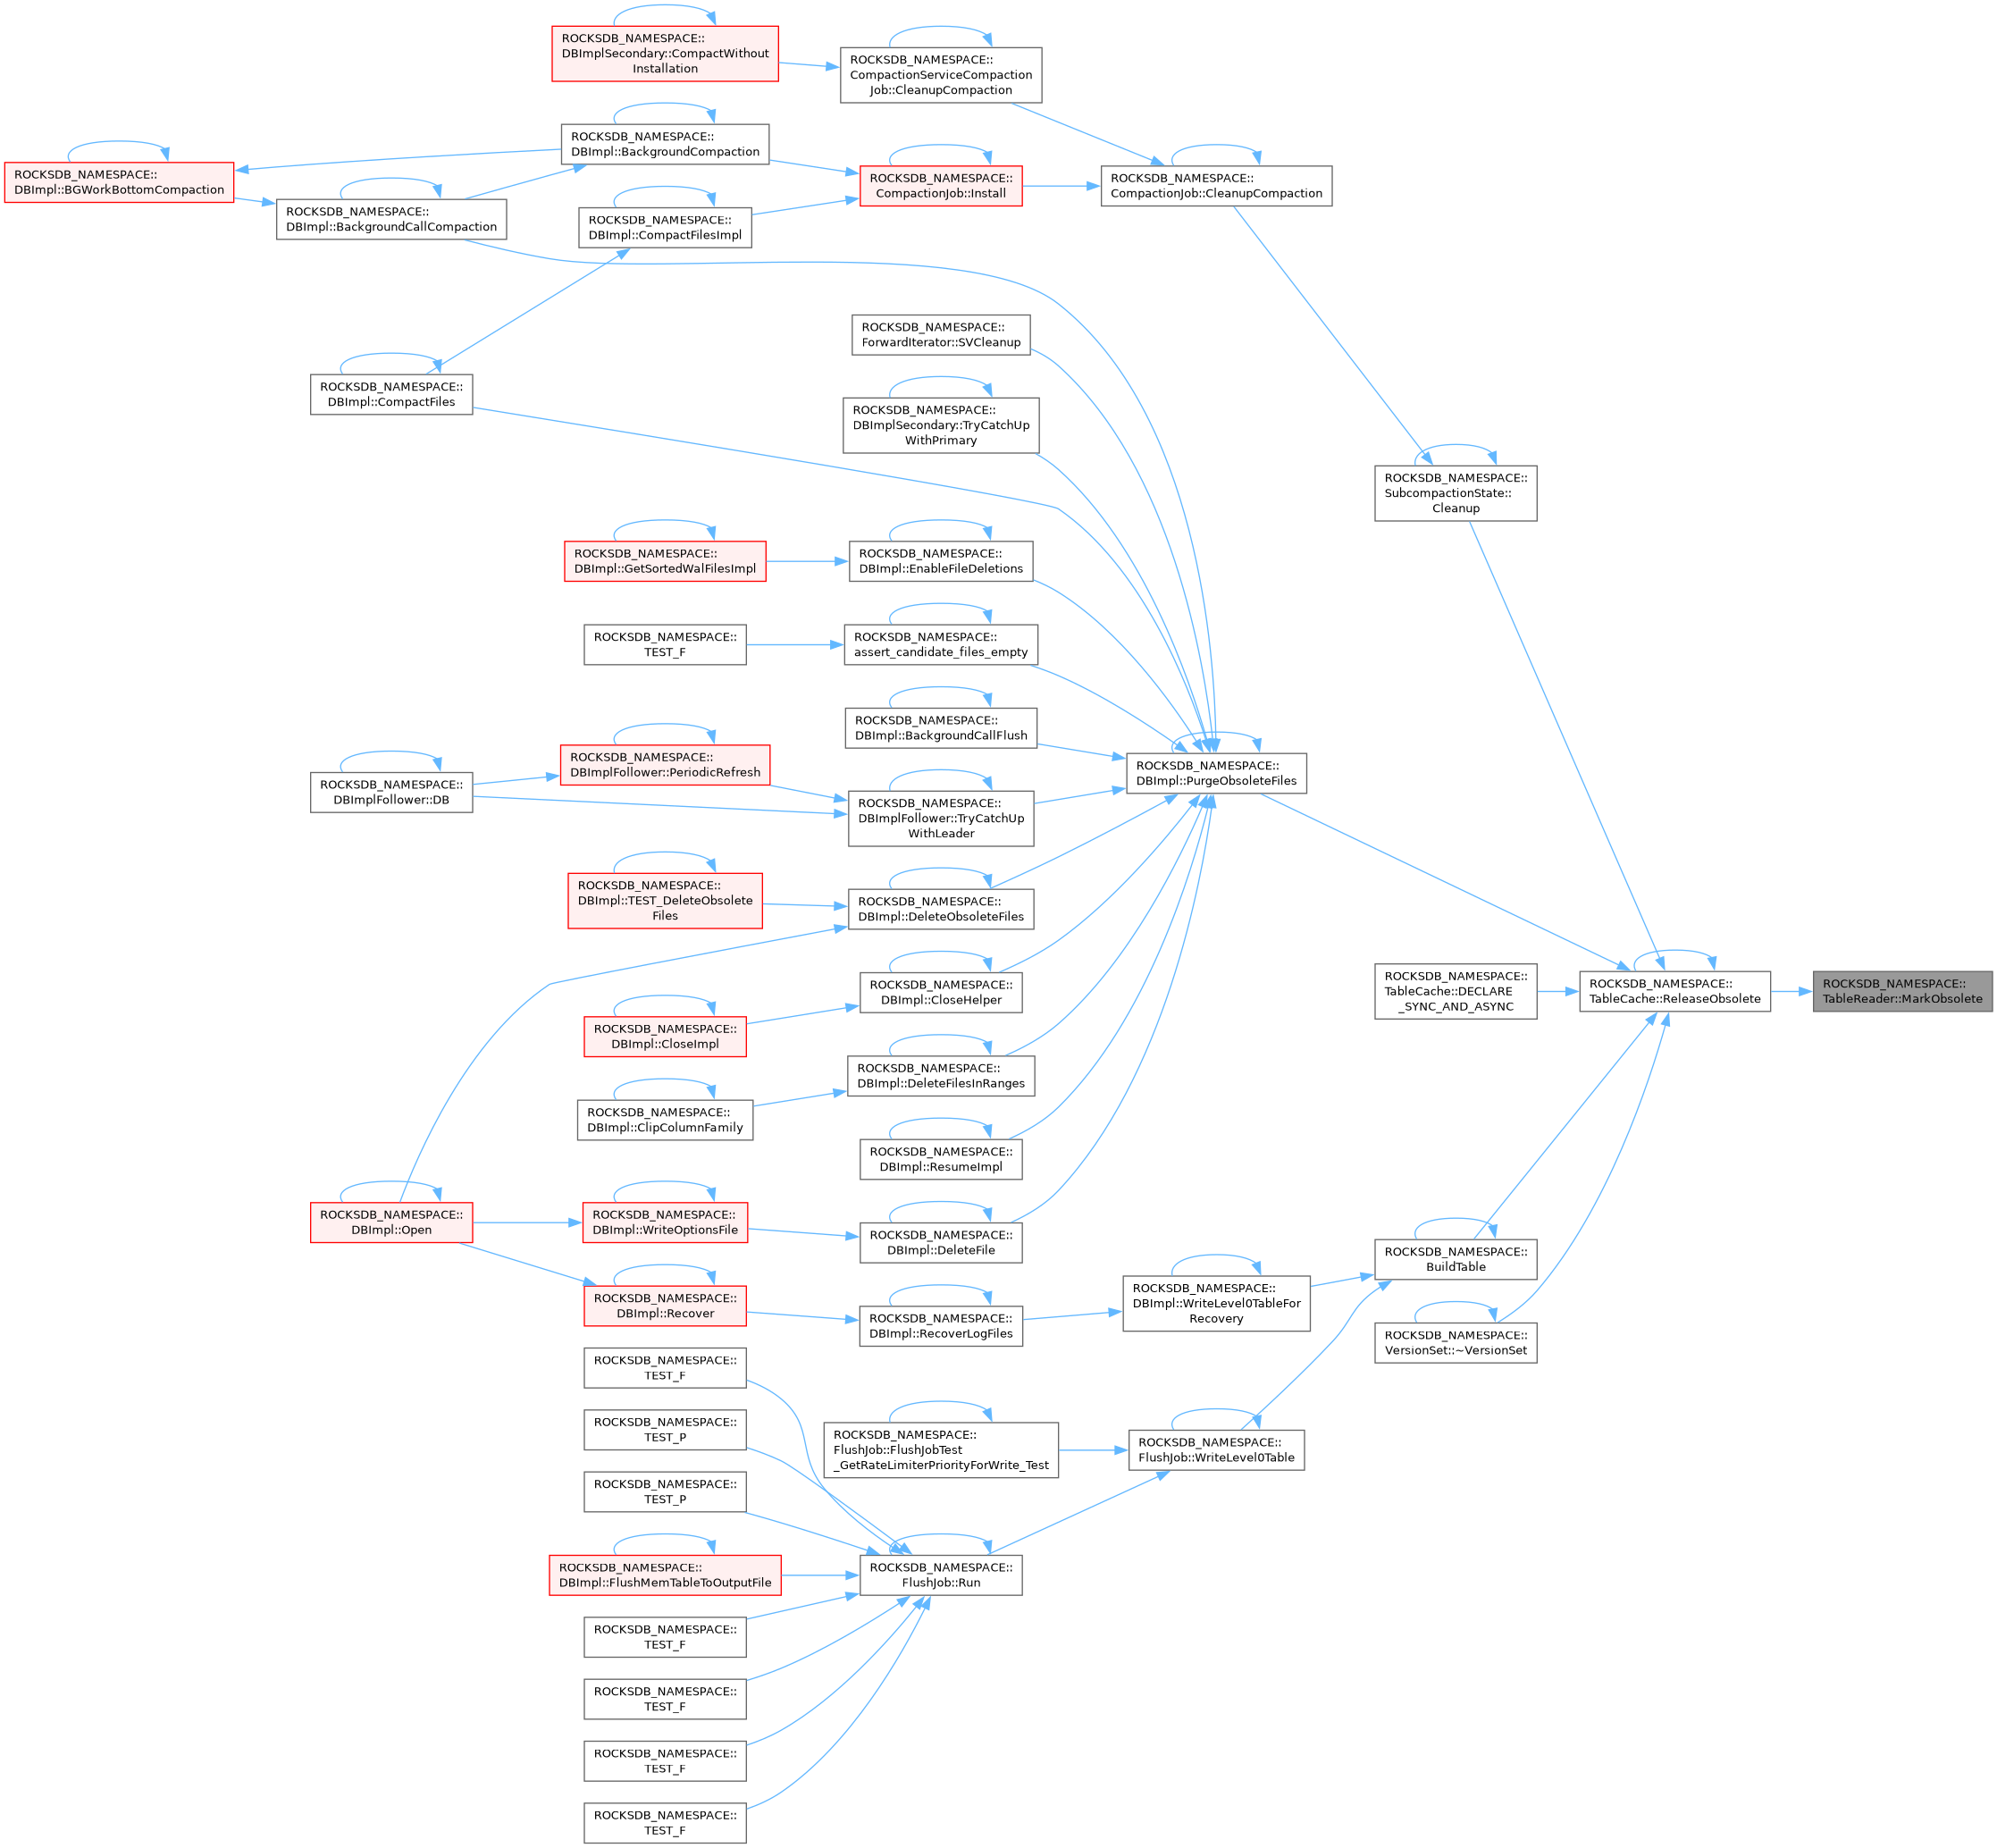 ROCKSDB_NAMESPACE::
DBImplSecondary::CompactWithout
Installation
ROCKSDB_NAMESPACE::
CompactionServiceCompaction
Job::CleanupCompaction
ROCKSDB_NAMESPACE::
DBImpl::BackgroundCompaction
ROCKSDB_NAMESPACE::
DBImpl::BGWorkBottomCompaction
ROCKSDB_NAMESPACE::
CompactionJob::Install
ROCKSDB_NAMESPACE::
CompactionJob::CleanupCompaction
ROCKSDB_NAMESPACE::
DBImpl::BackgroundCallCompaction
ROCKSDB_NAMESPACE::
DBImpl::CompactFilesImpl
ROCKSDB_NAMESPACE::
ForwardIterator::SVCleanup
ROCKSDB_NAMESPACE::
DBImpl::CompactFiles
ROCKSDB_NAMESPACE::
DBImplSecondary::TryCatchUp
WithPrimary
ROCKSDB_NAMESPACE::
SubcompactionState::
Cleanup
ROCKSDB_NAMESPACE::
DBImpl::GetSortedWalFilesImpl
ROCKSDB_NAMESPACE::
DBImpl::EnableFileDeletions
ROCKSDB_NAMESPACE::
TEST_F
ROCKSDB_NAMESPACE::
assert_candidate_files_empty
ROCKSDB_NAMESPACE::
DBImpl::BackgroundCallFlush
ROCKSDB_NAMESPACE::
DBImplFollower::PeriodicRefresh
ROCKSDB_NAMESPACE::
DBImpl::PurgeObsoleteFiles
ROCKSDB_NAMESPACE::
DBImplFollower::DB
ROCKSDB_NAMESPACE::
DBImplFollower::TryCatchUp
WithLeader
ROCKSDB_NAMESPACE::
DBImpl::TEST_DeleteObsolete
Files
ROCKSDB_NAMESPACE::
DBImpl::DeleteObsoleteFiles
ROCKSDB_NAMESPACE::
TableCache::DECLARE
_SYNC_AND_ASYNC
ROCKSDB_NAMESPACE::
TableCache::ReleaseObsolete
ROCKSDB_NAMESPACE::
TableReader::MarkObsolete
ROCKSDB_NAMESPACE::
DBImpl::CloseHelper
ROCKSDB_NAMESPACE::
DBImpl::CloseImpl
ROCKSDB_NAMESPACE::
DBImpl::DeleteFilesInRanges
ROCKSDB_NAMESPACE::
DBImpl::ClipColumnFamily
ROCKSDB_NAMESPACE::
DBImpl::ResumeImpl
ROCKSDB_NAMESPACE::
DBImpl::Open
ROCKSDB_NAMESPACE::
DBImpl::WriteOptionsFile
ROCKSDB_NAMESPACE::
DBImpl::DeleteFile
ROCKSDB_NAMESPACE::
BuildTable
ROCKSDB_NAMESPACE::
DBImpl::WriteLevel0TableFor
Recovery
ROCKSDB_NAMESPACE::
DBImpl::Recover
ROCKSDB_NAMESPACE::
DBImpl::RecoverLogFiles
ROCKSDB_NAMESPACE::
VersionSet::~VersionSet
ROCKSDB_NAMESPACE::
TEST_F
ROCKSDB_NAMESPACE::
TEST_P
ROCKSDB_NAMESPACE::
FlushJob::FlushJobTest
_GetRateLimiterPriorityForWrite_Test
ROCKSDB_NAMESPACE::
FlushJob::WriteLevel0Table
ROCKSDB_NAMESPACE::
TEST_P
ROCKSDB_NAMESPACE::
DBImpl::FlushMemTableToOutputFile
ROCKSDB_NAMESPACE::
FlushJob::Run
ROCKSDB_NAMESPACE::
TEST_F
ROCKSDB_NAMESPACE::
TEST_F
ROCKSDB_NAMESPACE::
TEST_F
ROCKSDB_NAMESPACE::
TEST_F